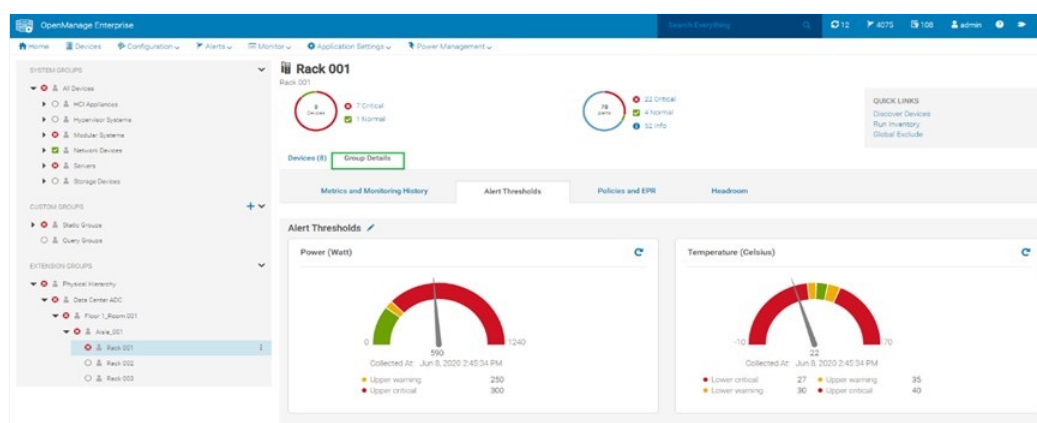 OpenManage Enterprise
Search Everything
12
4075
108
admin
Home Devices Configuration Alerts Monitor Application Settings Power Management
SYSTEM GROUPS
All Devices
HCI Appliances
Hypervisor Systems
Modular Systems
Network Devices
Servers
Storage Devices
CUSTOM GROUPS
Static Groups
Query Groups
EXTENSION GROUPS
Physical Hierarchy
Data Center ADC
Floor 1_Room 001
Aisle_001
Rack 001
Rack 002
Rack 003
Rack 001
Rack 001
8
Devices
7 Critical
1 Normal
78
parts
22 Critical
4 Normal
52 Info
QUICK LINKS
Discover Devices
Run Inventory
Global Exclude
Devices (8) Group Details
Metrics and Monitoring History Alert Thresholds Policies and EPR Headroom
Alert Thresholds
Power (Watt)
0 1240
590
Collected At: Jun 8, 2020 2:45:34 PM
Upper warning 250
Upper critical 300
Temperature (Celsius)
-10 70
22
Collected At: Jun 8, 2020 2:45:34 PM
Lower critical 27 Upper warning 35
Lower warning 30 Upper critical 40